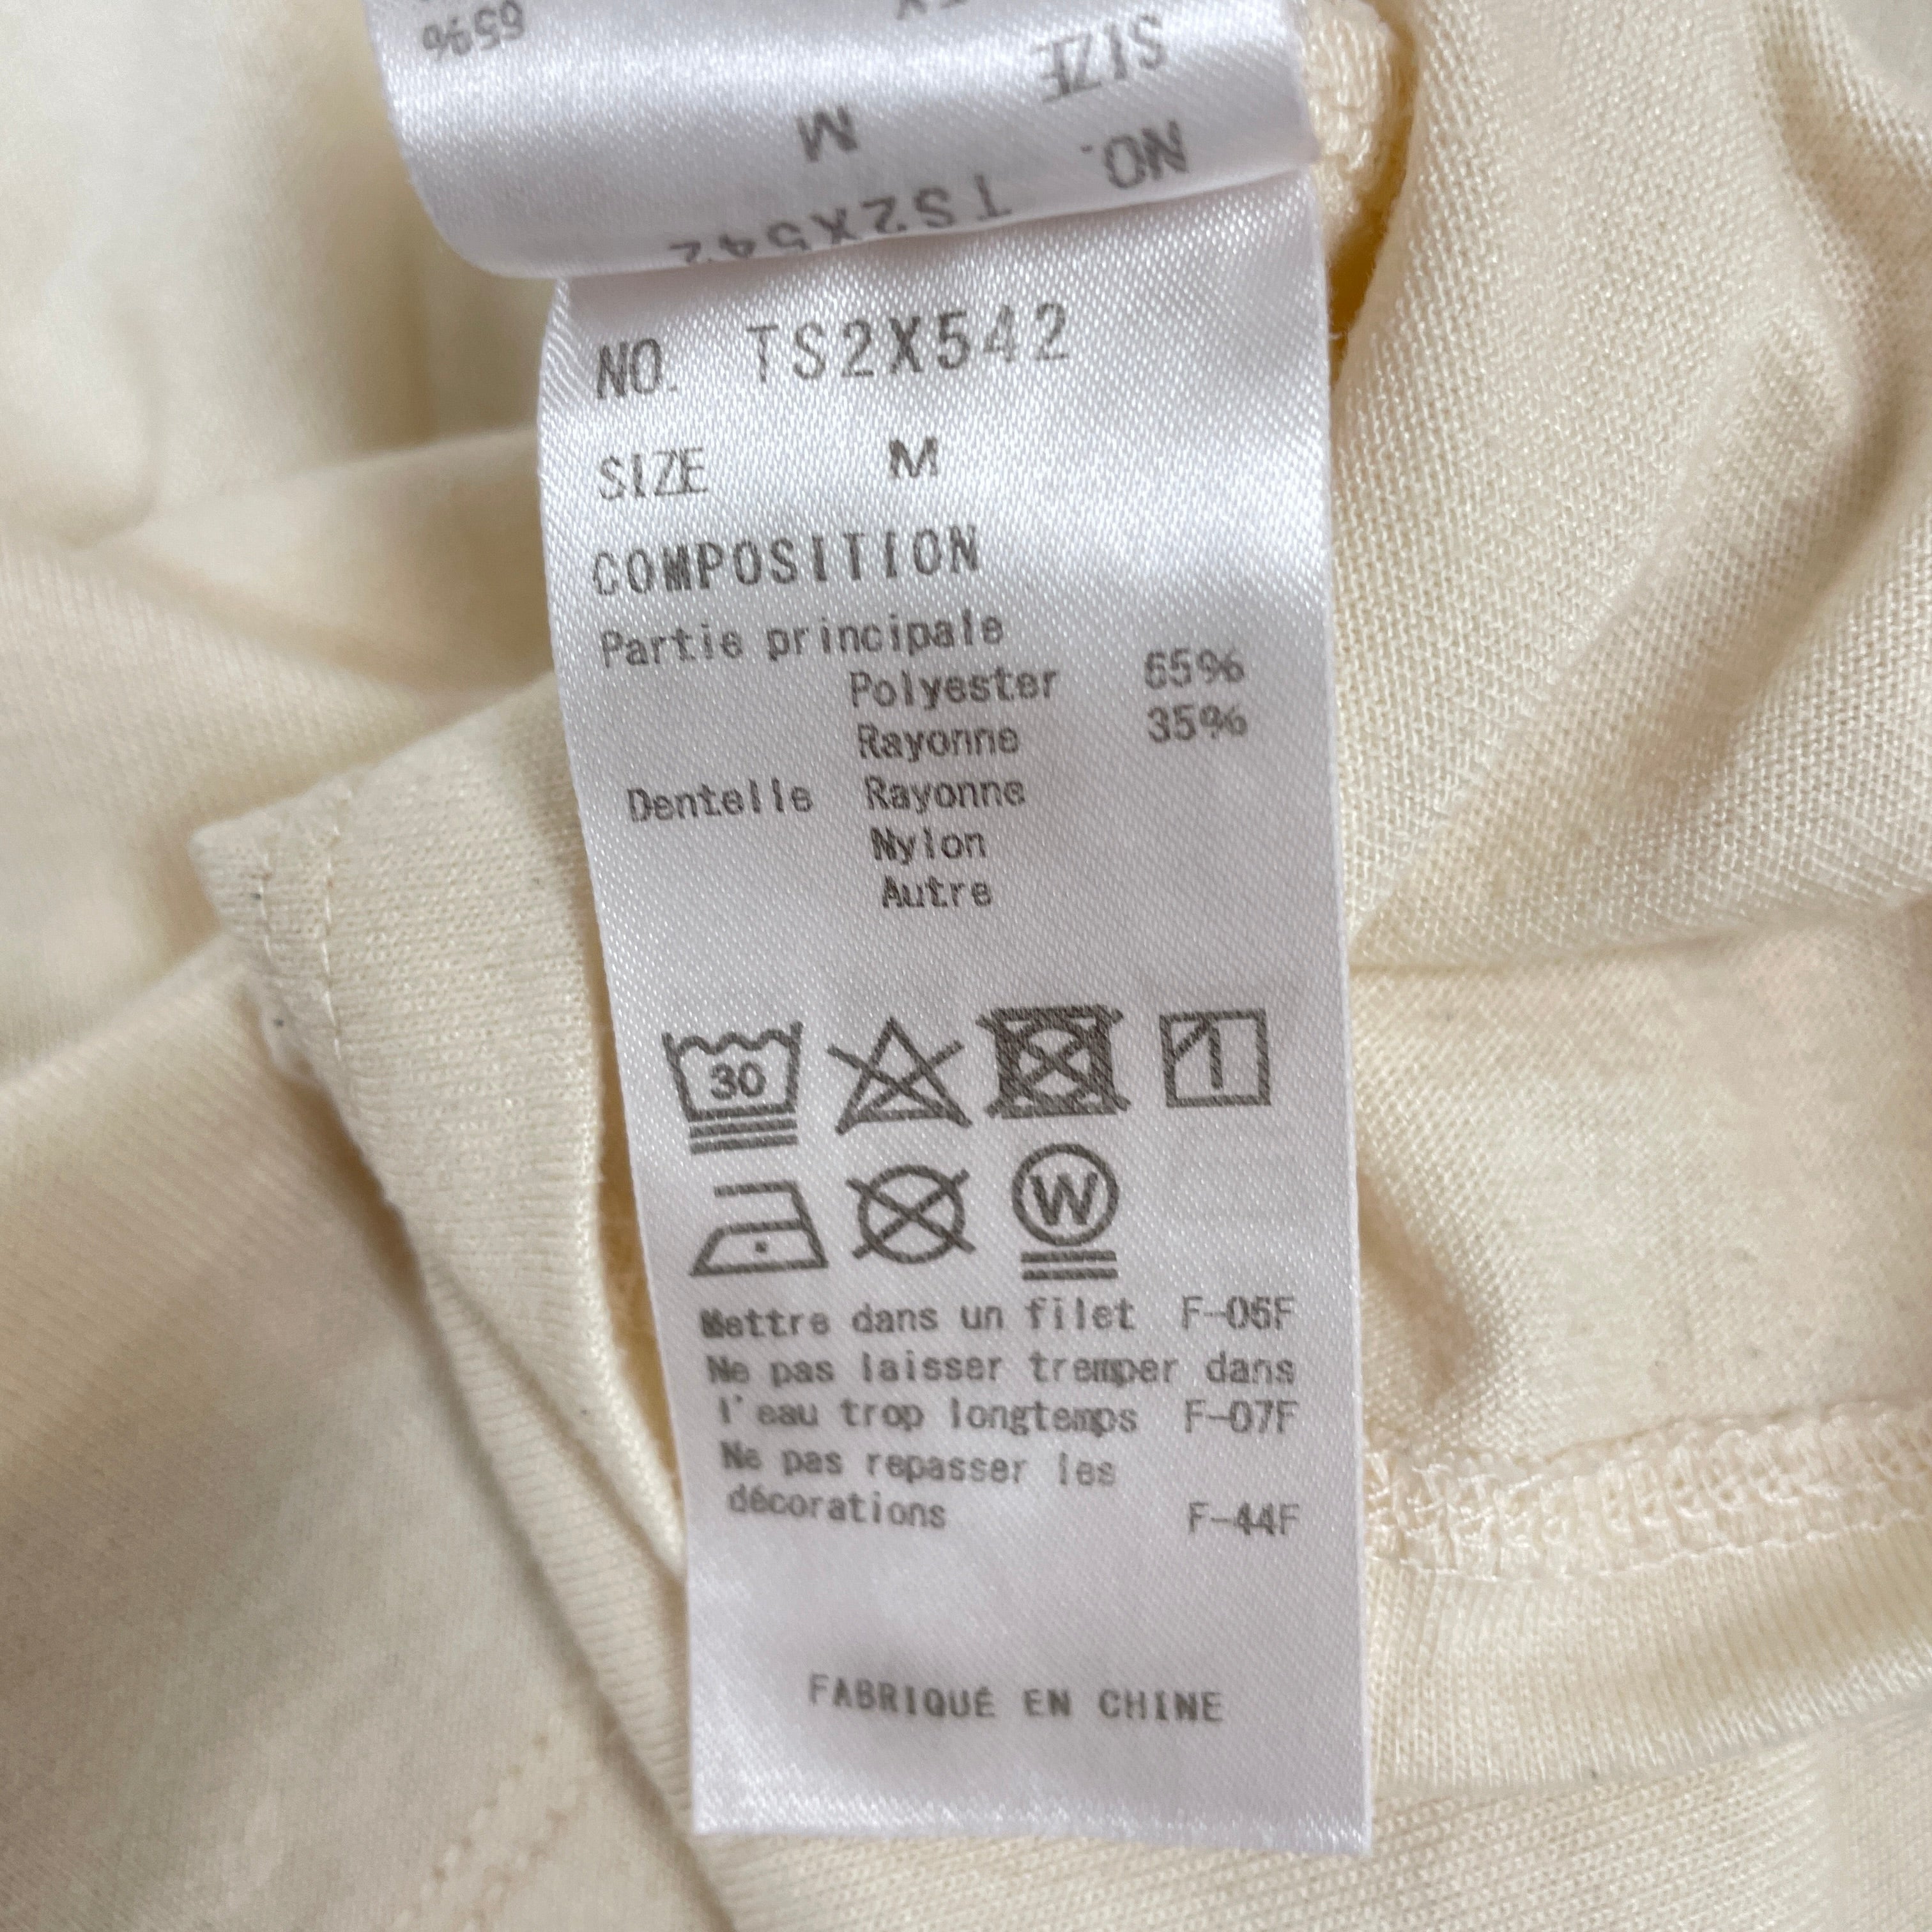 65%
SIZE
M
NO.
TS2X542
NO. TS2X542
SIZE M
COMPOSITION
Partie principale
Polyester 65%
Rayonne 35%
Dentelle Rayonne
Nylon
Autre
30
W
Mettre dans un filet F-05F
Ne pas laisser tremper dans
l'eau trop longtemps F-07F
Ne pas repasser les
décorations F-44F
FABRIQUÉ EN CHINE